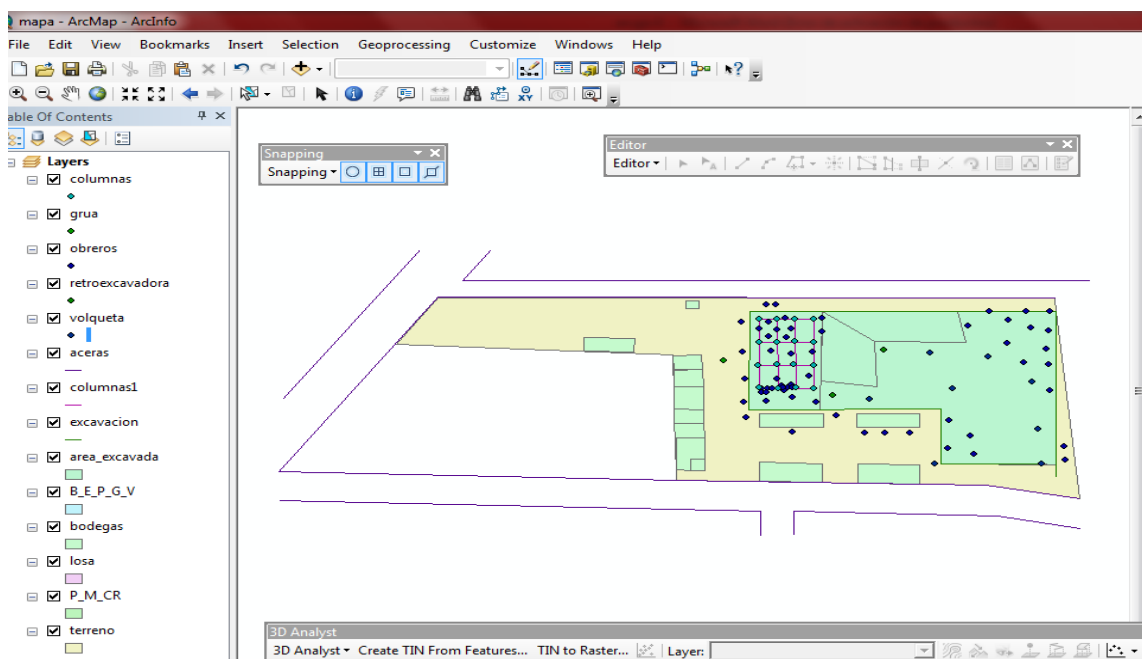 mapa - ArcMap - ArcInfo
File Edit View Bookmarks Insert Selection Geoprocessing Customize Windows Help
able Of Contents
Snapping
Snapping
Editor
Editor
Layers
columnas
grua
obreros
retroexcavadora
volqueta
aceras
columnas1
excavacion
area_excavada
B_E_P_G_V
bodegas
losa
P_M_CR
terreno
3D Analyst
3D Analyst Create TIN From Features... TIN to Raster... Layer: